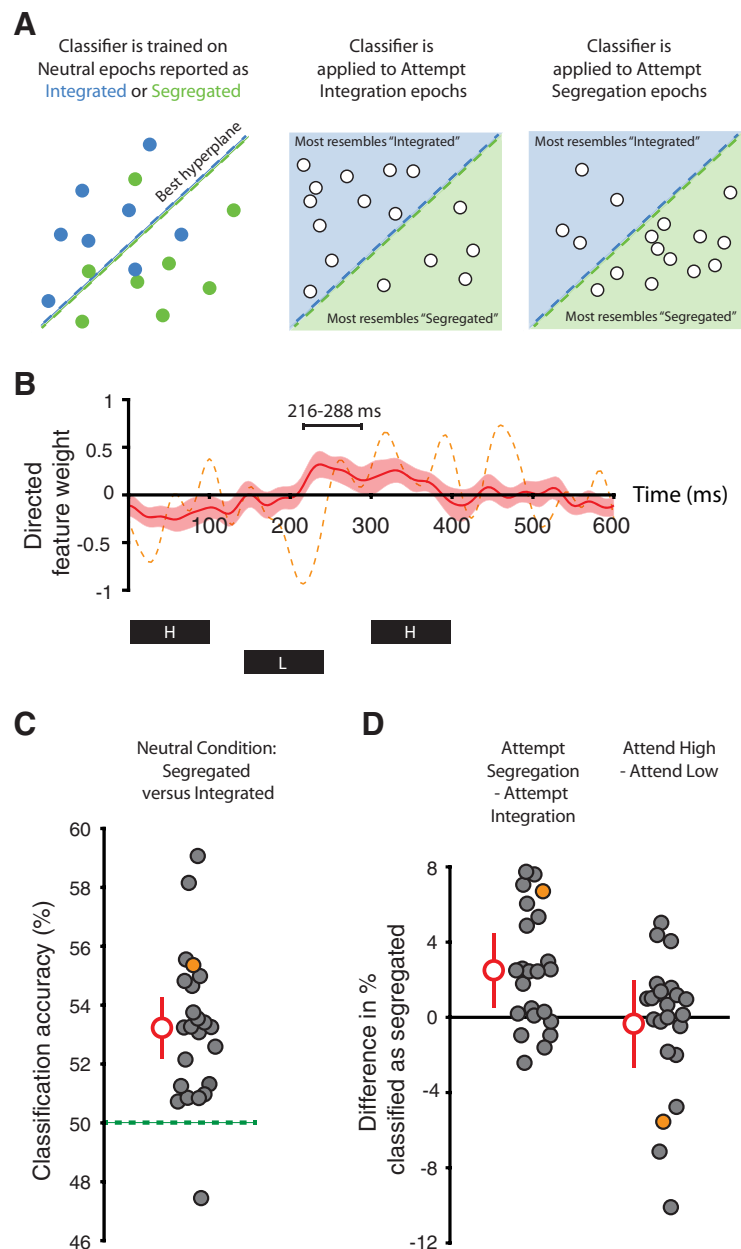 A
Classifier is trained on
Neutral epochs reported as
Integrated or Segregated
Classifier is
applied to Attempt
Integration epochs
Classifier is
applied to Attempt
Segregation epochs
Best hyperplane
Most resembles "Integrated"
Most resembles "Segregated"
Most resembles "Integrated"
Most resembles "Segregated"
B
Directed
feature weight
1
0.5
0
-0.5
-1
216-288 ms
100
200
300
400
500
600
Time (ms)
H
H
L
C
Neutral Condition:
Segregated
versus Integrated
Classification accuracy (%)
60
58
56
54
52
50
48
46
D
Attempt
Segregation
- Attempt
Integration
Attend High
- Attend Low
Difference in %
classified as segregated
8
4
0
-4
-8
-12